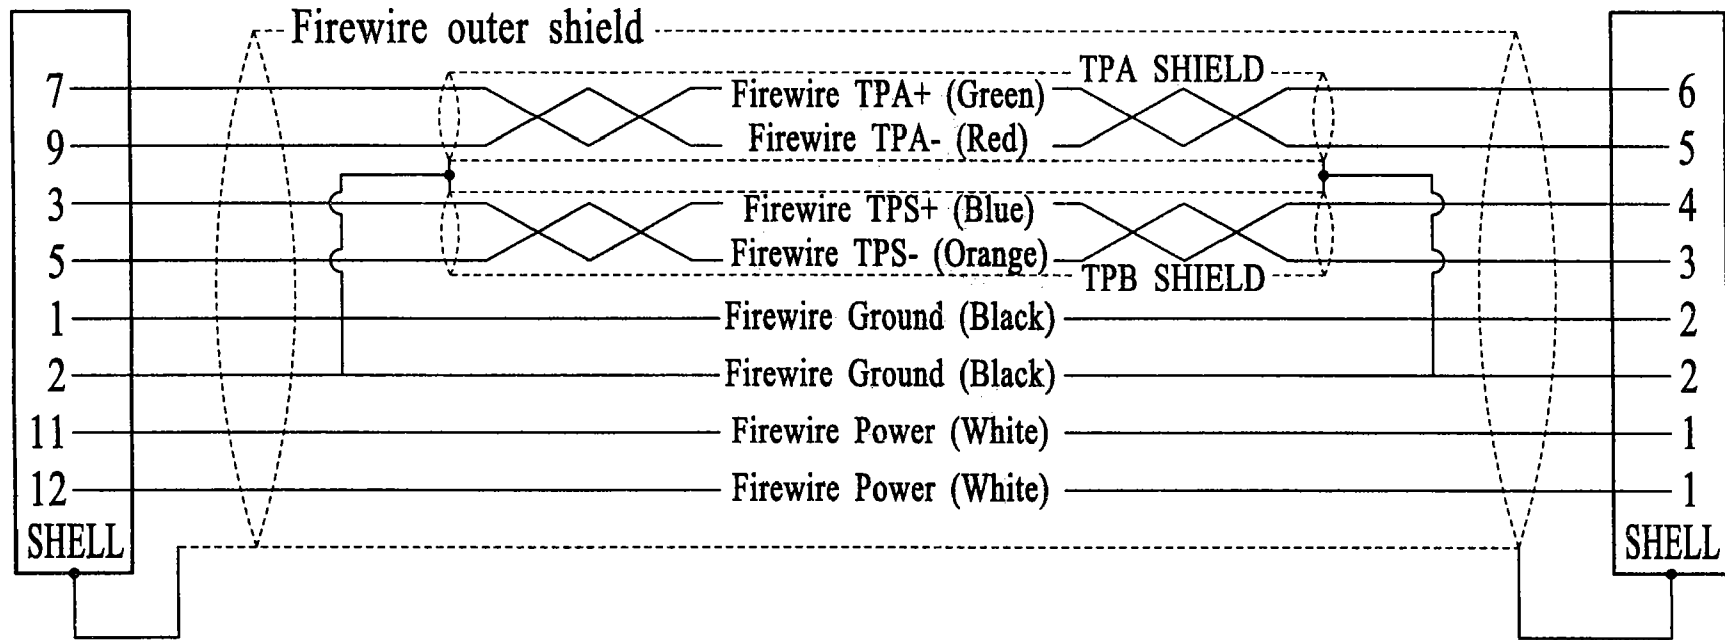 Firewire outer shield
TPA SHIELD
7 Firewire TPA+ (Green) 6
9 Firewire TPA- (Red) 5
3 Firewire TPS+ (Blue) 4
5 Firewire TPS- (Orange) 3
TPB SHIELD
1 Firewire Ground (Black) 2
2 Firewire Ground (Black) 2
11 Firewire Power (White) 1
12 Firewire Power (White) 1
SHELL SHELL